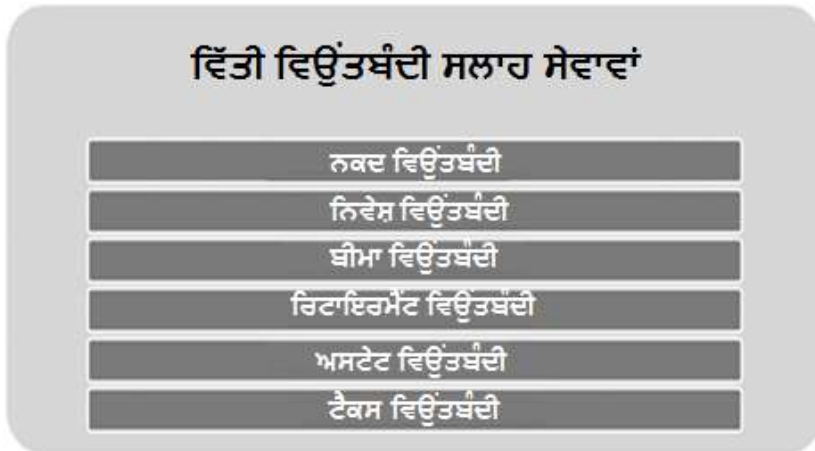 ਵਿੱਤੀ ਵਿਉਂਤਬੰਦੀ ਸਲਾਹ ਸੇਵਾਵਾਂ
ਨਕਦ ਵਿਉਂਤਬੰਦੀ
ਨਿਵੇਸ਼ ਵਿਉਂਤਬੰਦੀ
ਬੀਮਾ ਵਿਉਂਤਬੰਦੀ
ਰਿਟਾਇਰਮੈਂਟ ਵਿਉਂਤਬੰਦੀ
ਅਸਟੇਟ ਵਿਉਂਤਬੰਦੀ
ਟੈਕਸ ਵਿਉਂਤਬੰਦੀ